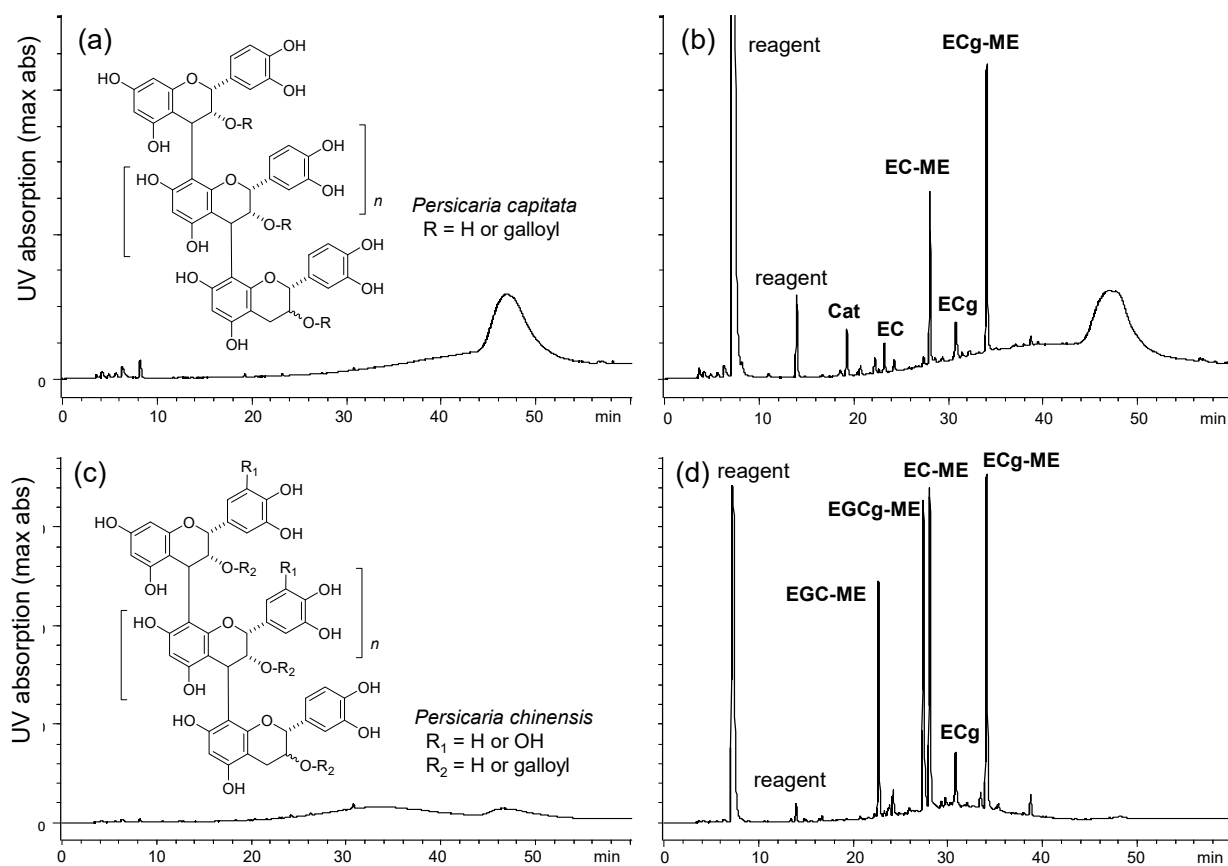 (a)
UV absorption (max abs)
OH
OH
HO
O
O-R
OH
n
OH
OH
HO
O
O-R
OH
OH
OH
HO
O
O-R
OH
Persicaria capitata
R = H or galloyl
0
0 10 20 30 40 50 min
(b)
reagent
ECg-ME
EC-ME
reagent
Cat
EC
ECg
0 10 20 30 40 50 min
(c)
UV absorption (max abs)
R1
OH
OH
HO
O
O-R2
OH
R1
OH
n
OH
HO
O
O-R2
OH
OH
OH
HO
O
O-R2
OH
Persicaria chinensis
R1 = H or OH
R2 = H or galloyl
0
0 10 20 30 40 50 min
(d)
reagent
ECg-ME
EC-ME
EGCg-ME
EGC-ME
ECg
reagent
0 10 20 30 40 50 min